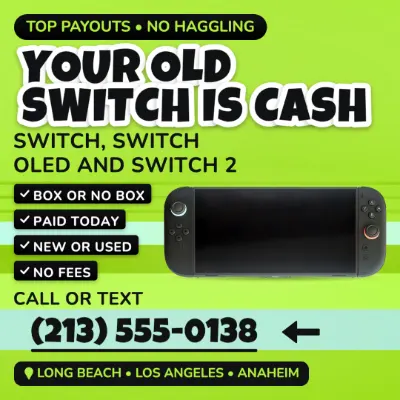 TOP PAYOUTS • NO HAGGLING
YOUR OLD
SWITCH IS CASH
SWITCH, SWITCH
OLED AND SWITCH 2
✔ BOX OR NO BOX
✔ PAID TODAY
✔ NEW OR USED
✔ NO FEES
CALL OR TEXT
(213) 555-0138
LONG BEACH • LOS ANGELES • ANAHEIM